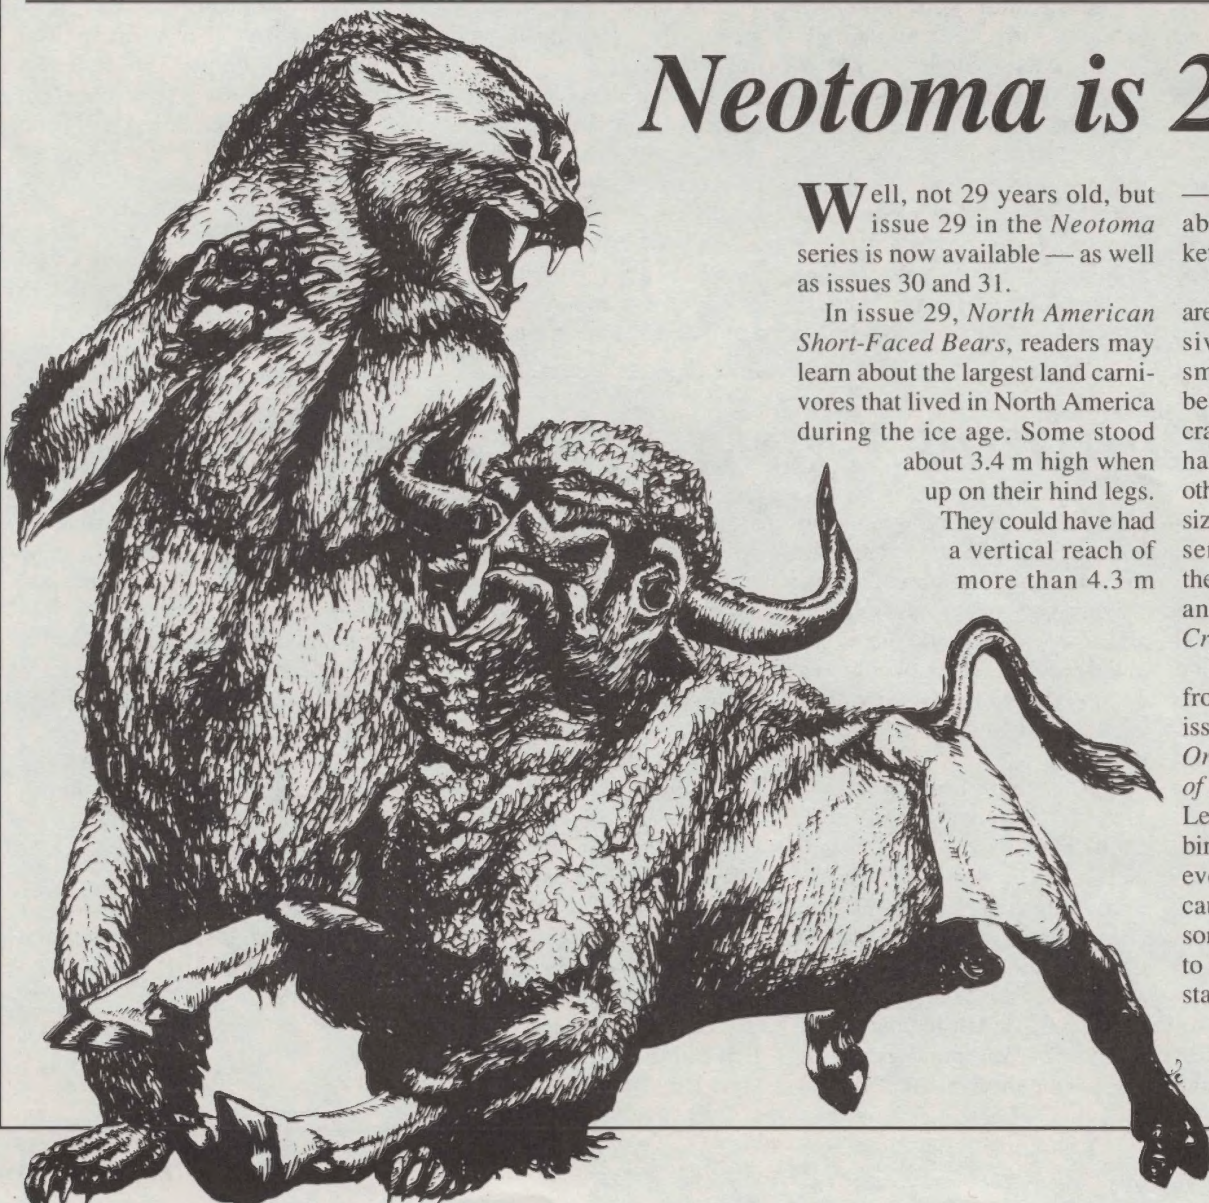 Neotoma is 2
Well, not 29 years old, but
issue 29 in the Neotoma
series is now available — as well
as issues 30 and 31.
In issue 29, North American
Short-Faced Bears, readers may
learn about the largest land carni-
vores that lived in North America
during the ice age. Some stood
about 3.4 m high when
up on their hind legs.
They could have had
a vertical reach of
more than 4.3 m
—
ab
ke
are
siv
sm
be
cra
ha
oth
siz
ser
the
an
Cr
fro
iss
Or
of
Le
bir
eve
cau
sor
to
sta